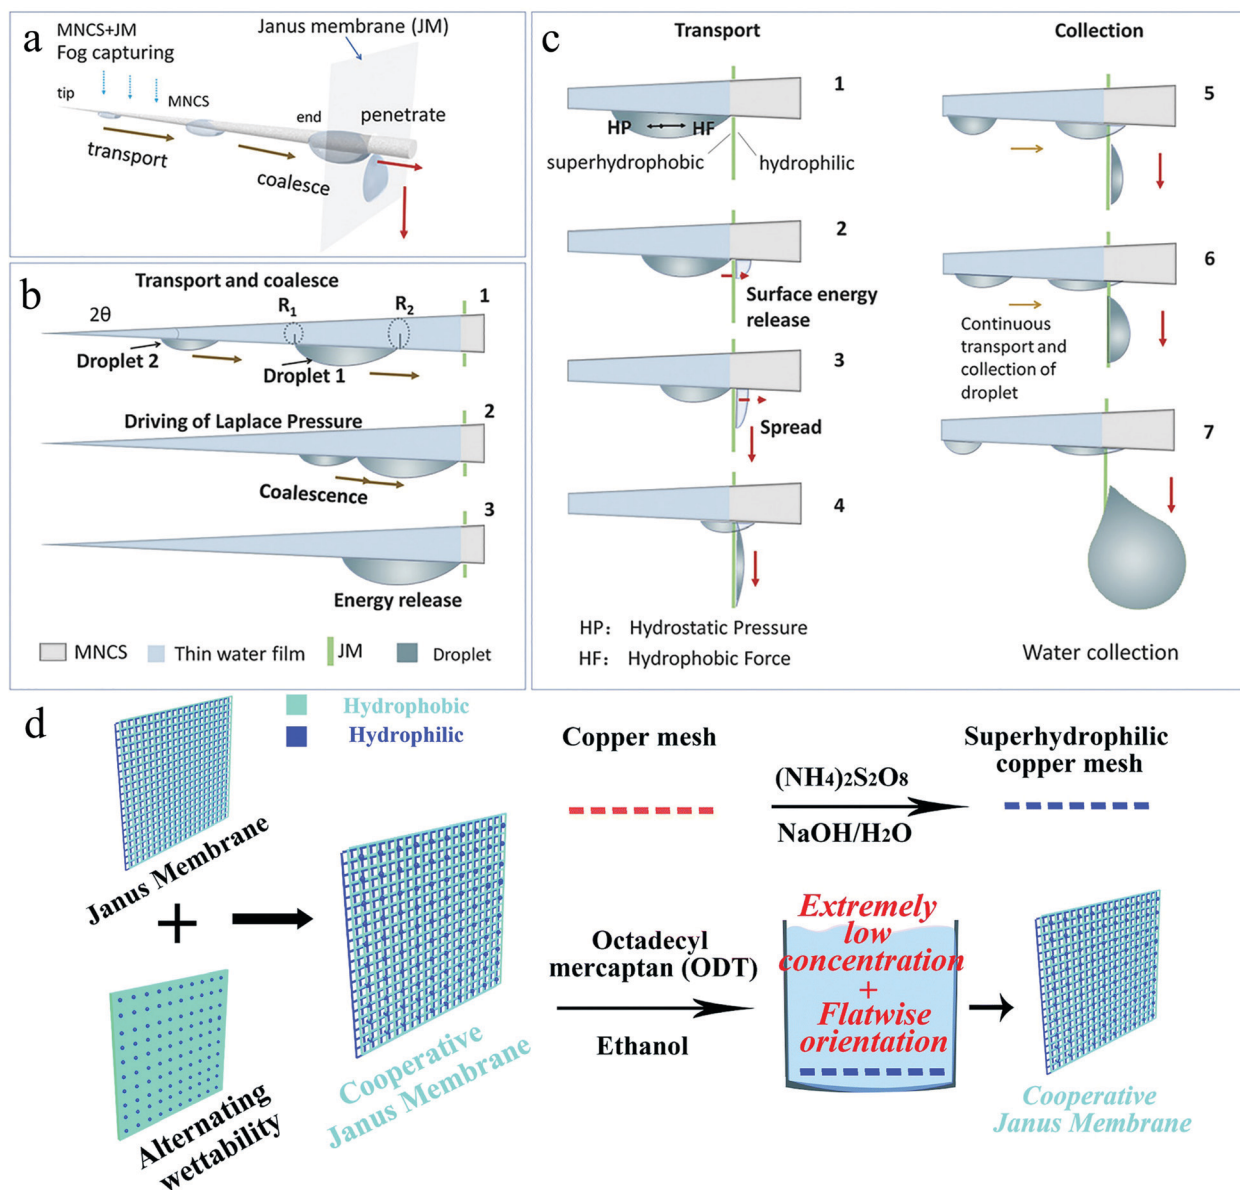 a
MNCS+JM
Fog capturing
Janus membrane (JM)
tip
MNCS
end
penetrate
transport
coalesce
b
Transport and coalesce
1
2θ
R1
R2
Droplet 2
Droplet 1
2
Driving of Laplace Pressure
Coalescence
3
Energy release
MNCS
Thin water film
JM
Droplet
c
Transport
1
HP
HF
superhydrophobic
hydrophilic
2
Surface energy
release
3
Spread
4
HP: Hydrostatic Pressure
HF: Hydrophobic Force
Collection
5
6
Continuous
transport and
collection of
droplet
7
Water collection
d
Hydrophobic
Hydrophilic
Janus Membrane
+
Alternating
wettability
Cooperative
Janus Membrane
Copper mesh
(NH4)2S2O8
NaOH/H2O
Superhydrophilic
copper mesh
Octadecyl
mercaptan (ODT)
Ethanol
Extremely
low
concentration
+
Flatwise
orientation
Cooperative
Janus Membrane